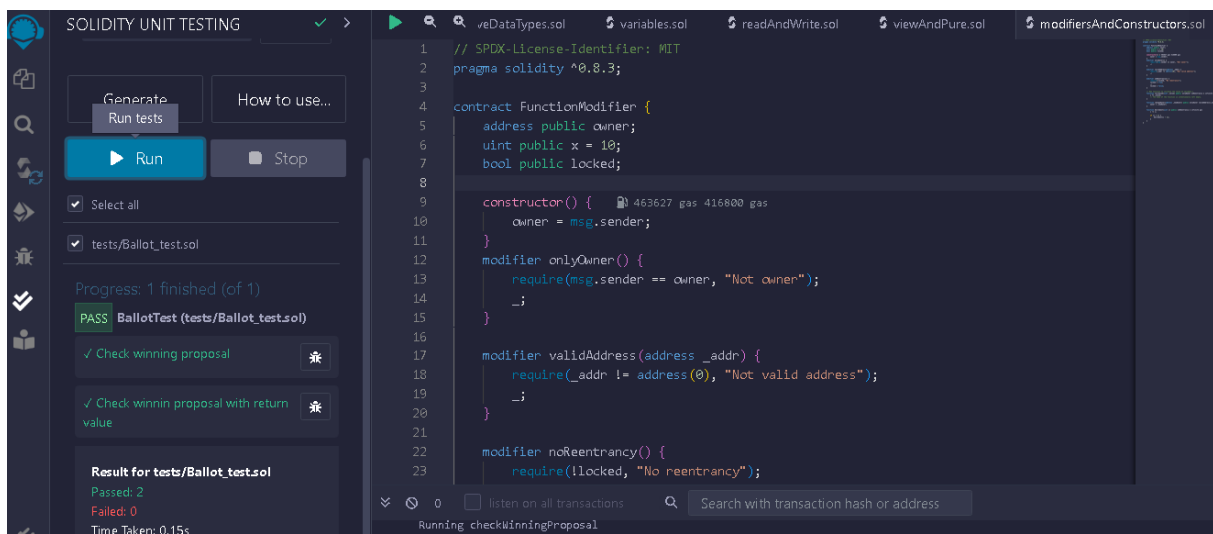 SOLIDITY UNIT TESTING
Generate
How to use...
Run tests
Run
Stop
Select all
tests/Ballot_test.sol
Progress: 1 finished (of 1)
PASS BallotTest (tests/Ballot_test.sol)
✓ Check winning proposal
✓ Check winnin proposal with return
value
Result for tests/Ballot_test.sol
Passed: 2
Failed: 0
Time Taken: 0.15s
veDataTypes.sol
variables.sol
readAndWrite.sol
viewAndPure.sol
modifiersAndConstructors.sol
1 // SPDX-License-Identifier: MIT
2 pragma solidity ^0.8.3;
3
4 contract FunctionModifier {
5 address public owner;
6 uint public x = 10;
7 bool public locked;
8
9 constructor() { 463627 gas 416800 gas
10 owner = msg.sender;
11 }
12 modifier onlyOwner() {
13 require(msg.sender == owner, "Not owner");
14 _;
15 }
16
17 modifier validAddress(address _addr) {
18 require(_addr != address(0), "Not valid address");
19 _;
20 }
21
22 modifier noReentrancy() {
23 require(!locked, "No reentrancy");
0
listen on all transactions
Search with transaction hash or address
Running checkWinningProposal